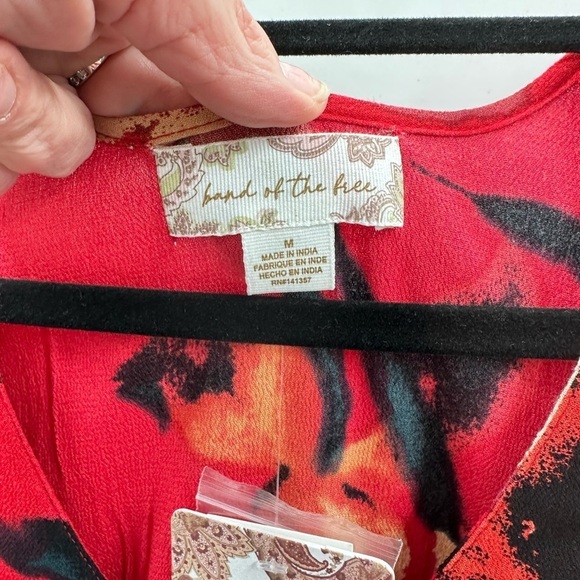 band of the free
M
MADE IN INDIA
FABRIQUE EN INDE
HECHO EN INDIA
RN#141357